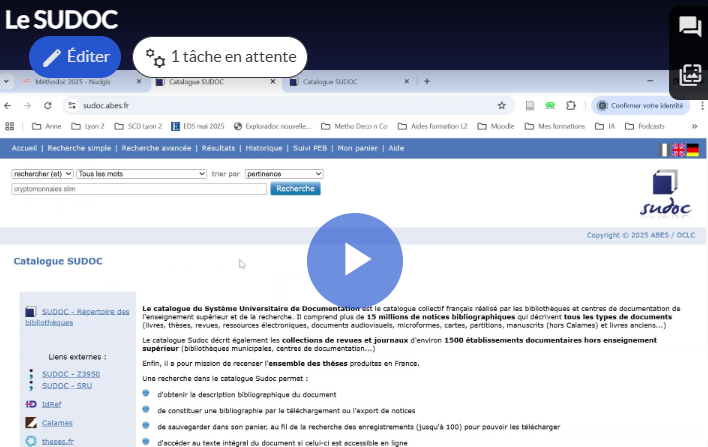 Le SUDOC
Éditer
1 tâche en attente
Méthodoc 2025 - Nudgis
Catalogue SUDOC
Catalogue SUDOC
sudoc.abes.fr
Confirmer votre identité
Anne
Lyon 2
SCD Lyon 2
EDS mai 2025
Exploradoc nouvelle...
Metho Deco n Co
Aides formation L2
Moodle
Mes formations
IA
Podcasts
Accueil | Recherche simple | Recherche avancée | Résultats | Historique | Suivi PEB | Mon panier | Aide
rechercher (et) Tous les mots trier par pertinence
cryptomonnaies slim Recherche
sudoc
Copyright © 2025 ABES / OCLC
Catalogue SUDOC
SUDOC - Répertoire des
bibliothèques
Liens externes :
SUDOC - Z3950
SUDOC - SRU
IdRef
Calames
theses.fr
Le catalogue du Système Universitaire de Documentation est le catalogue collectif français réalisé par les bibliothèques et centres de documentation de
l'enseignement supérieur et de la recherche. Il comprend plus de 15 millions de notices bibliographiques qui décrivent tous les types de documents
(livres, thèses, revues, ressources électroniques, documents audiovisuels, microformes, cartes, partitions, manuscrits (hors Calames) et livres anciens...)
Le catalogue Sudoc décrit également les collections de revues et journaux d'environ 1500 établissements documentaires hors enseignement
supérieur (bibliothèques municipales, centres de documentation...)
Enfin, il a pour mission de recenser l'ensemble des thèses produites en France.
Une recherche dans le catalogue Sudoc permet :
d'obtenir la description bibliographique du document
de constituer une bibliographie par le téléchargement ou l'export de notices
de sauvegarder dans son panier, au fil de la recherche des enregistrements (jusqu'à 100) pour pouvoir les télécharger
d'accéder au texte intégral du document si celui-ci est accessible en ligne